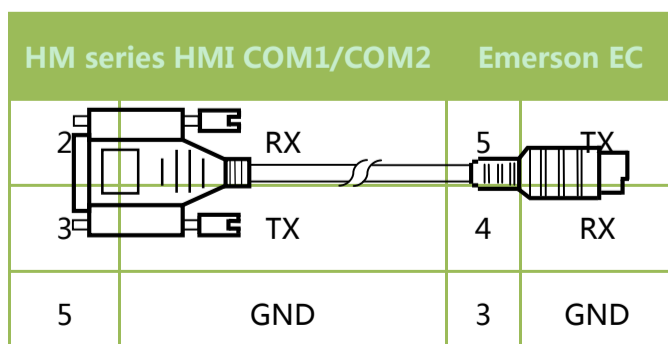 HM series HMI COM1/COM2 Emerson EC
2 RX 5 TX
3 TX 4 RX
5 GND 3 GND